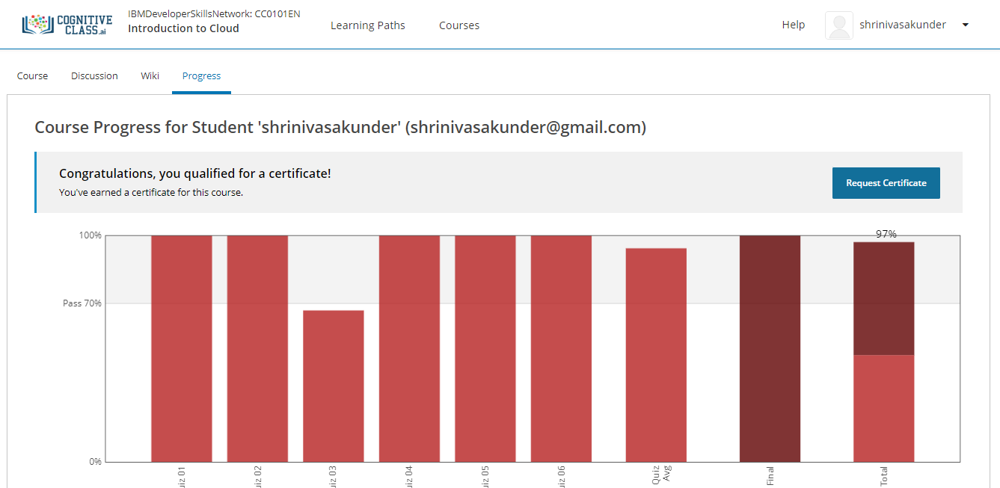 COGNITIVE
CLASS.ai
IBMDeveloperSkillsNetwork: CC0101EN
Introduction to Cloud
Learning Paths
Courses
Help
shrinivasakunder
Course
Discussion
Wiki
Progress
Course Progress for Student 'shrinivasakunder' (shrinivasakunder@gmail.com)
Congratulations, you qualified for a certificate!
You've earned a certificate for this course.
Request Certificate
100%
97%
Pass 70%
0%
uiz 01
uiz 02
uiz 03
uiz 04
uiz 05
uiz 06
Quiz
Avg
Final
Total